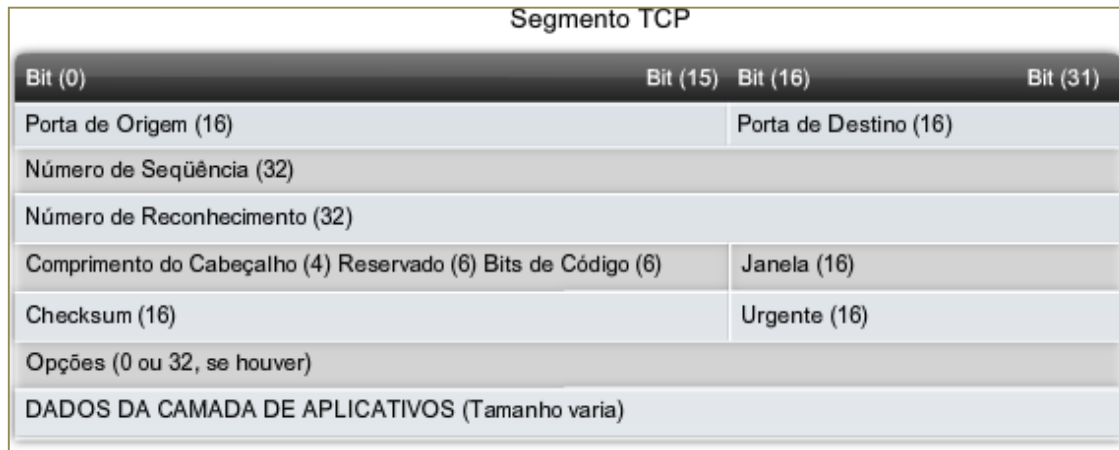 Segmento TCP
Bit (0) Bit (15) Bit (16) Bit (31)
Porta de Origem (16) Porta de Destino (16)
Número de Seqüência (32)
Número de Reconhecimento (32)
Comprimento do Cabeçalho (4) Reservado (6) Bits de Código (6) Janela (16)
Checksum (16) Urgente (16)
Opções (0 ou 32, se houver)
DADOS DA CAMADA DE APLICATIVOS (Tamanho varia)